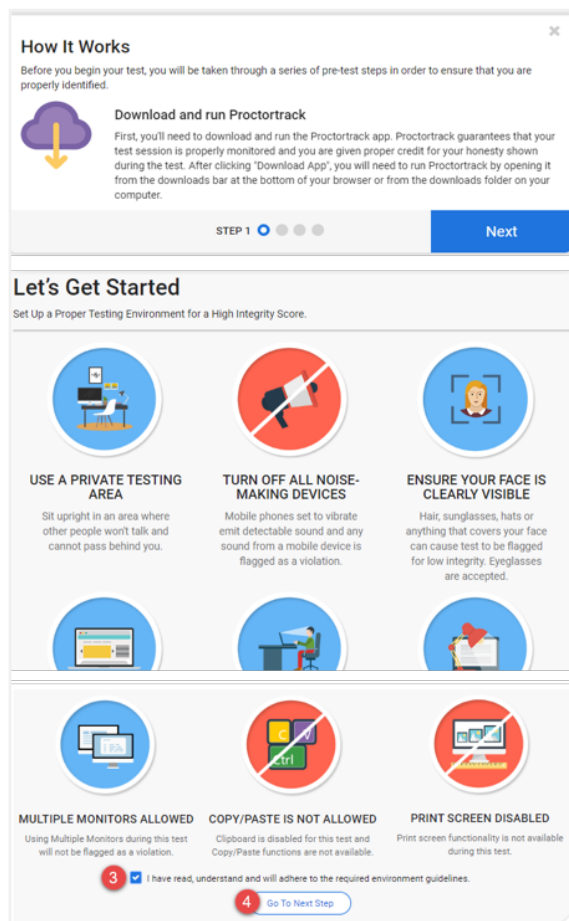 How It Works
Before you begin your test, you will be taken through a series of pre-test steps in order to ensure that you are
properly identified.
Download and run Proctortrack
First, you'll need to download and run the Proctortrack app. Proctortrack guarantees that your
test session is properly monitored and you are given proper credit for your honesty shown
during the test. After clicking "Download App", you will need to run Proctortrack by opening it
from the downloads bar at the bottom of your browser or from the downloads folder on your
computer.
STEP 1
Next
Let's Get Started
Set Up a Proper Testing Environment for a High Integrity Score.
USE A PRIVATE TESTING
AREA
Sit upright in an area where
other people won't talk and
cannot pass behind you.
TURN OFF ALL NOISE-
MAKING DEVICES
Mobile phones set to vibrate
emit detectable sound and any
sound from a mobile device is
flagged as a violation.
ENSURE YOUR FACE IS
CLEARLY VISIBLE
Hair, sunglasses, hats or
anything that covers your face
can cause test to be flagged
for low integrity. Eyeglasses
are accepted.
C V
Ctrl
MULTIPLE MONITORS ALLOWED
Using Multiple Monitors during this test
will not be flagged as a violation.
COPY/PASTE IS NOT ALLOWED
Clipboard is disabled for this test and
Copy/Paste functions are not available.
PRINT SCREEN DISABLED
Print screen functionality is not available
during this test.
3 I have read, understand and will adhere to the required environment guidelines.
4 Go To Next Step